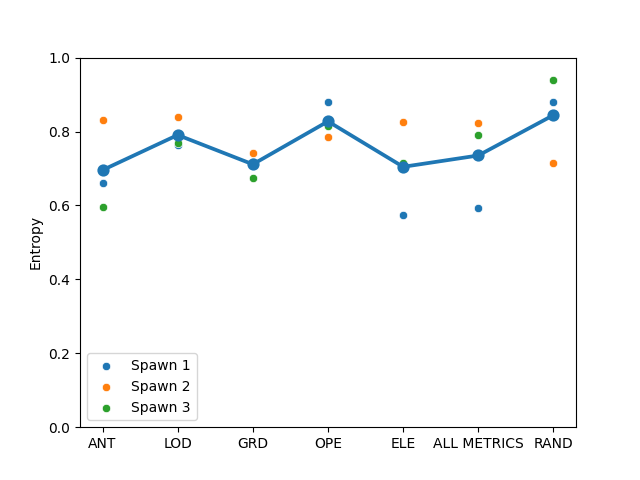 1.0
0.8
0.6
0.4
0.2
0.0
Entropy
Spawn 1
Spawn 2
Spawn 3
ANT LOD GRD OPE ELE ALL METRICS RAND